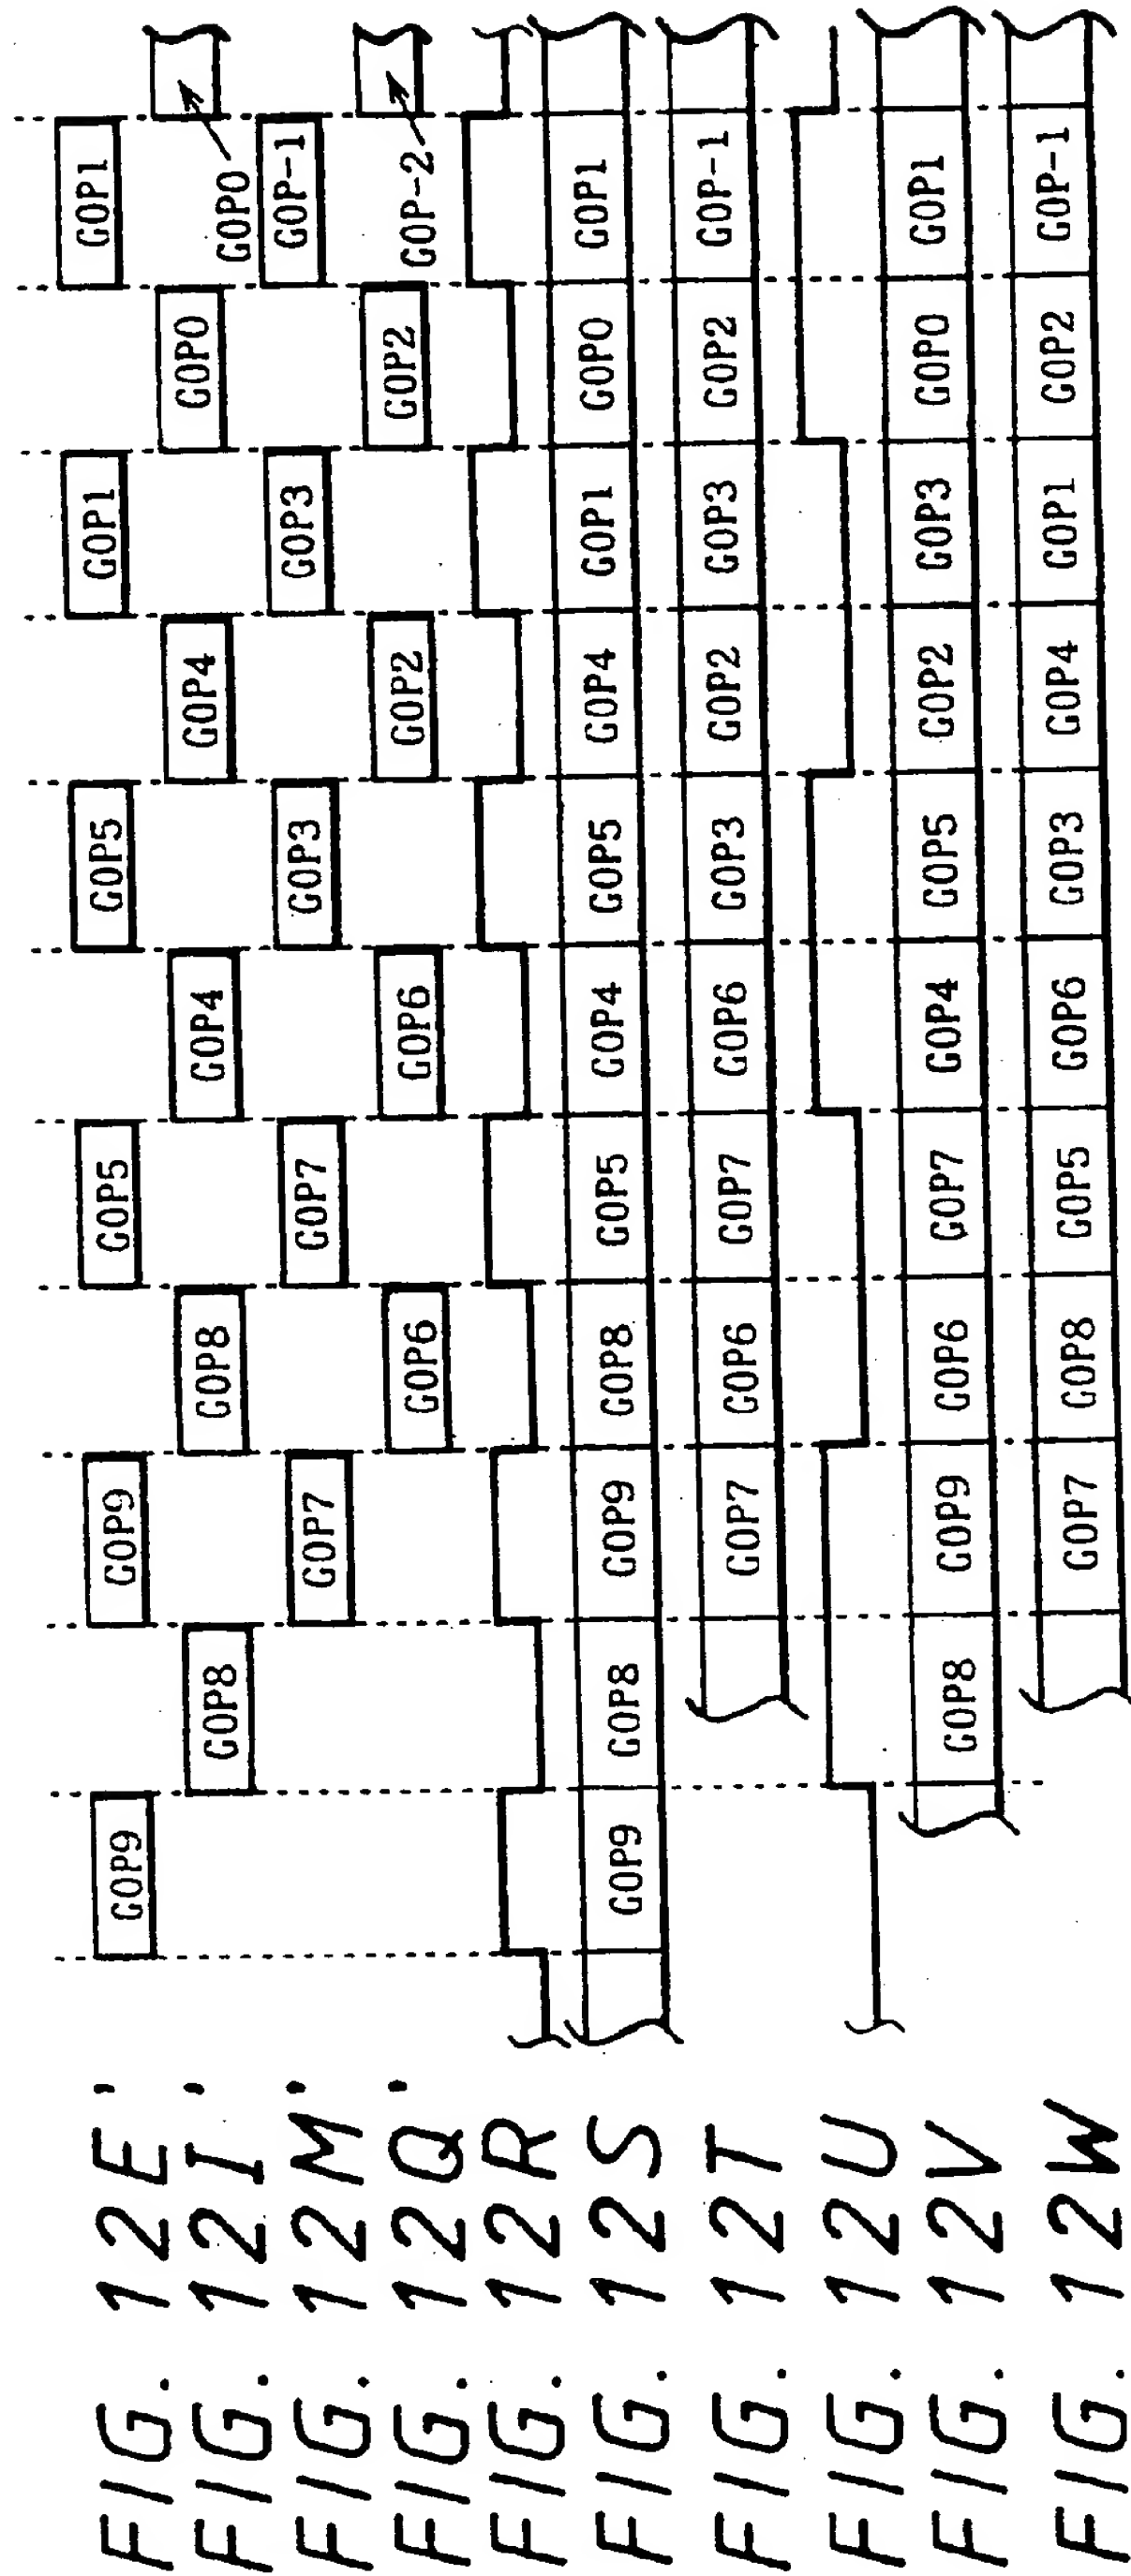 FIG. 12E' GOP9 GOP9 GOP5 GOP5 GOP1 GOP1
FIG. 12I' GOP8 GOP8 GOP4 GOP4 GOP0 GOP0
FIG. 12M' GOP7 GOP7 GOP3 GOP3 GOP-1
FIG. 12Q' GOP6 GOP6 GOP2 GOP2 GOP-2
FIG. 12R
FIG. 12S GOP9 GOP8 GOP9 GOP8 GOP5 GOP4 GOP5 GOP4 GOP1 GOP0 GOP1
FIG. 12T GOP7 GOP6 GOP7 GOP6 GOP3 GOP2 GOP3 GOP2 GOP-1
FIG. 12U
FIG. 12V GOP8 GOP9 GOP6 GOP7 GOP4 GOP5 GOP2 GOP3 GOP0 GOP1
FIG. 12W GOP7 GOP8 GOP5 GOP6 GOP3 GOP4 GOP1 GOP2 GOP-1